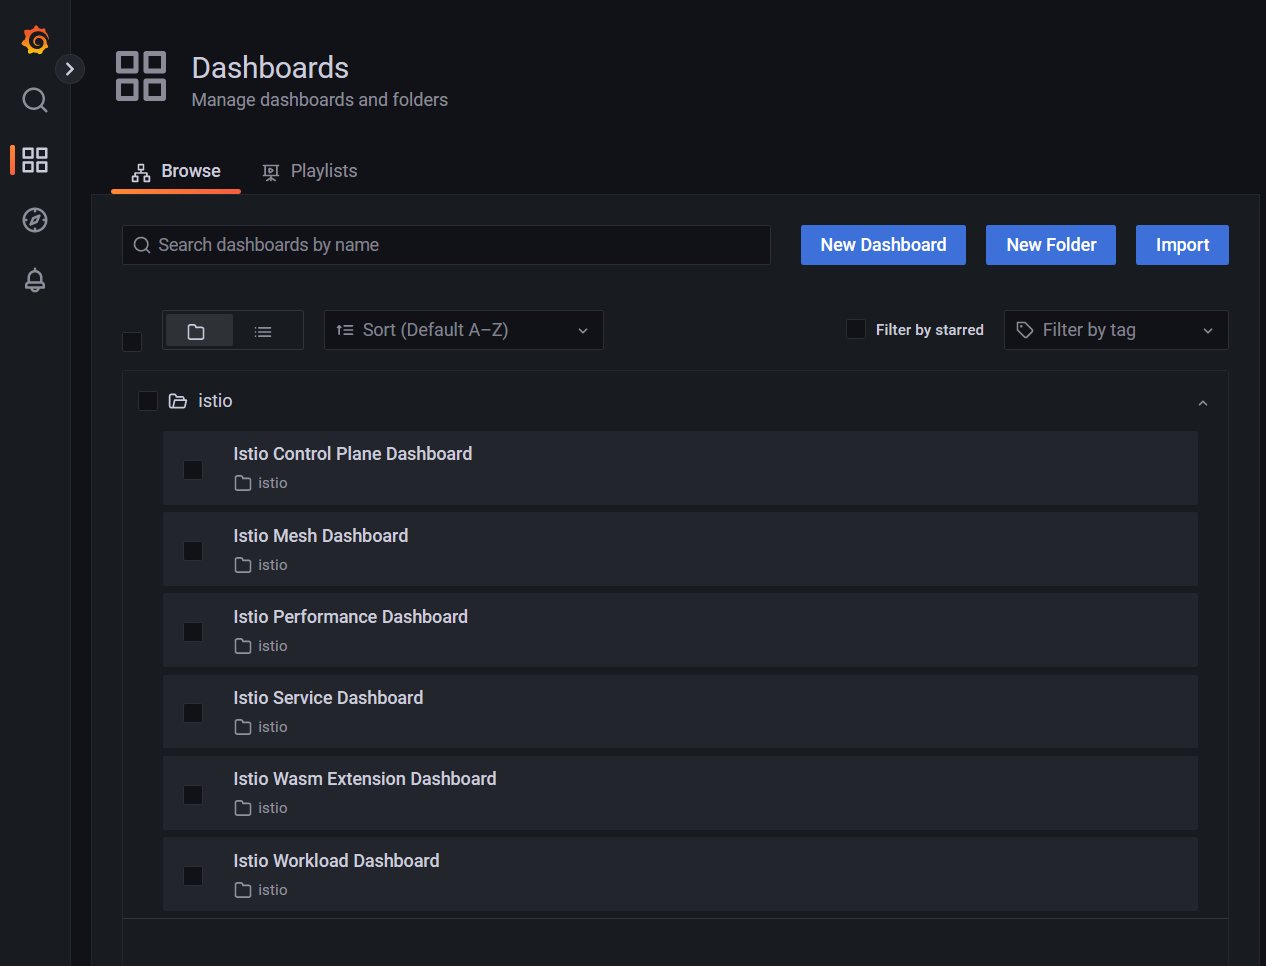 Dashboards
Manage dashboards and folders
Browse
Playlists
Search dashboards by name
New Dashboard
New Folder
Import
Sort (Default A–Z)
Filter by starred
Filter by tag
istio
Istio Control Plane Dashboard
istio
Istio Mesh Dashboard
istio
Istio Performance Dashboard
istio
Istio Service Dashboard
istio
Istio Wasm Extension Dashboard
istio
Istio Workload Dashboard
istio